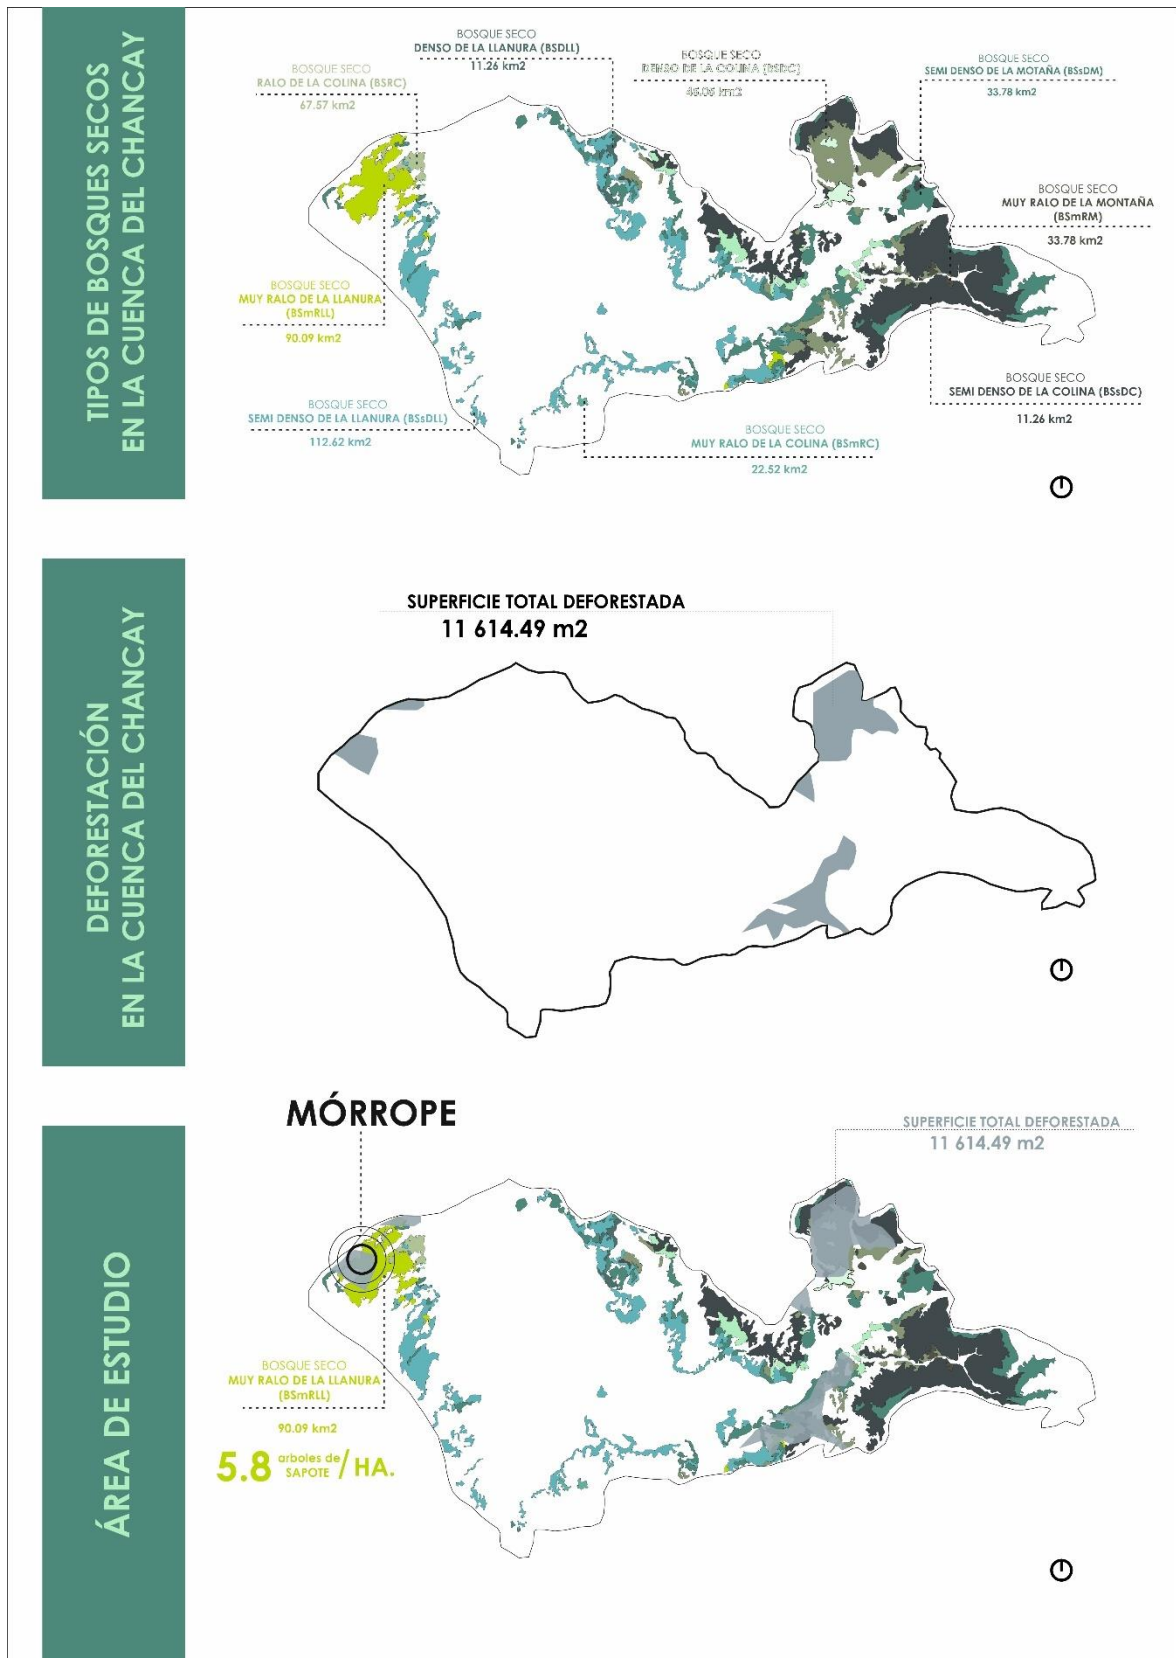 TIPOS DE BOSQUES SECOS
EN LA CUENCA DEL CHANCAY
BOSQUE SECO
RALO DE LA COLINA (BSRC)
67.57 km2
BOSQUE SECO
DENSO DE LA LLANURA (BSDLL)
11.26 km2
BOSQUE SECO
DENSO DE LA COLINA (BSDC)
BOSQUE SECO
SEMI DENSO DE LA MOTAÑA (BSsDM)
33.78 km2
BOSQUE SECO
MUY RALO DE LA MONTAÑA
(BSmRM)
33.78 km2
BOSQUE SECO
MUY RALO DE LA LLANURA
(BSmRLL)
90.09 km2
BOSQUE SECO
SEMI DENSO DE LA LLANURA (BSsDLL)
112.62 km2
BOSQUE SECO
MUY RALO DE LA COLINA (BSmRC)
22.52 km2
BOSQUE SECO
SEMI DENSO DE LA COLINA (BSsDC)
11.26 km2
DEFORESTACIÓN
EN LA CUENCA DEL CHANCAY
SUPERFICIE TOTAL DEFORESTADA
11 614.49 m2
ÁREA DE ESTUDIO
MÓRROPE
SUPERFICIE TOTAL DEFORESTADA
11 614.49 m2
BOSQUE SECO
MUY RALO DE LA LLANURA
(BSmRLL)
90.09 km2
5.8 arboles de SAPOTE / HA.